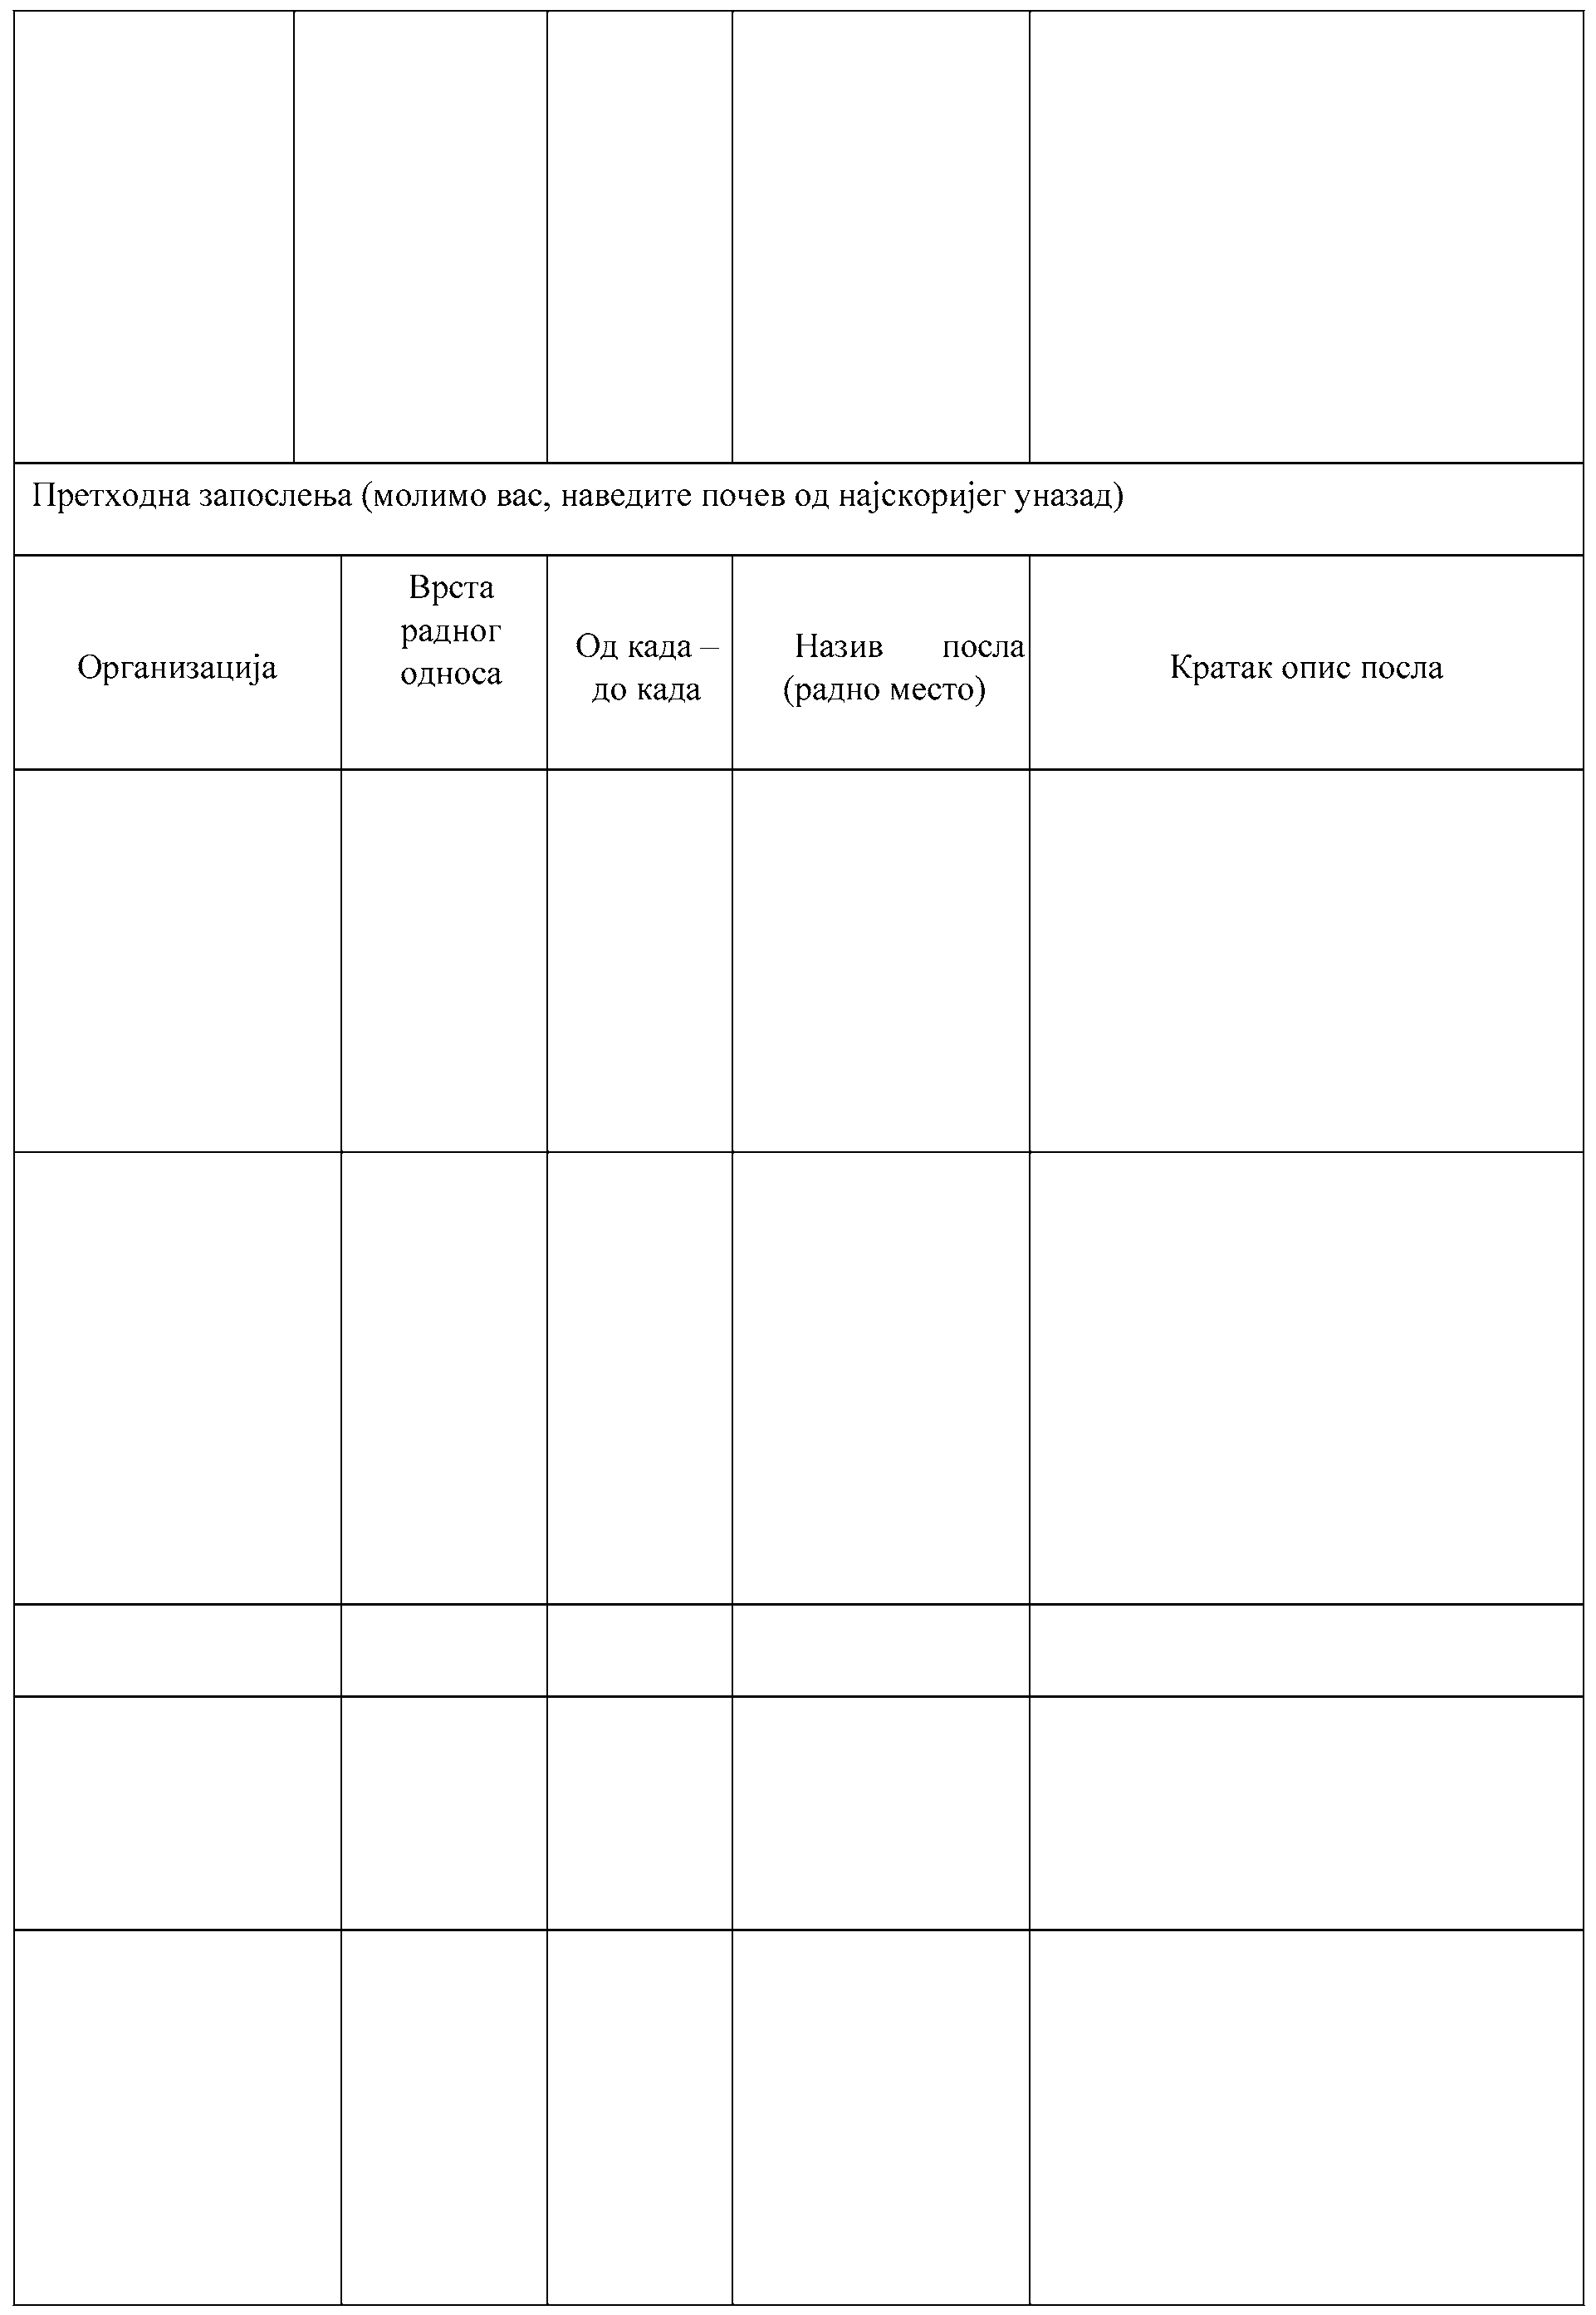 Претходна запослења (молимо вас, наведите почев од најскоријег уназад)
Организација
Врста
радног
односа
Од када –
до када
Назив посла
(радно место)
Кратак опис посла